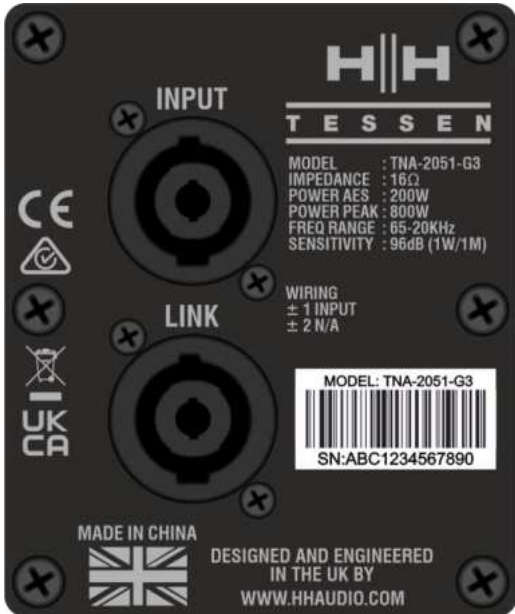 INPUT
HH
TESSEN
MODEL : TNA-2051-G3
IMPEDANCE : 16Ω
POWER AES : 200W
POWER PEAK : 800W
FREQ RANGE : 65-20KHz
SENSITIVITY : 96dB (1W/1M)
CE
WIRING
± 1 INPUT
± 2 N/A
LINK
UK
CA
MODEL: TNA-2051-G3
SN:ABC1234567890
MADE IN CHINA
DESIGNED AND ENGINEERED
IN THE UK BY
WWW.HHAUDIO.COM